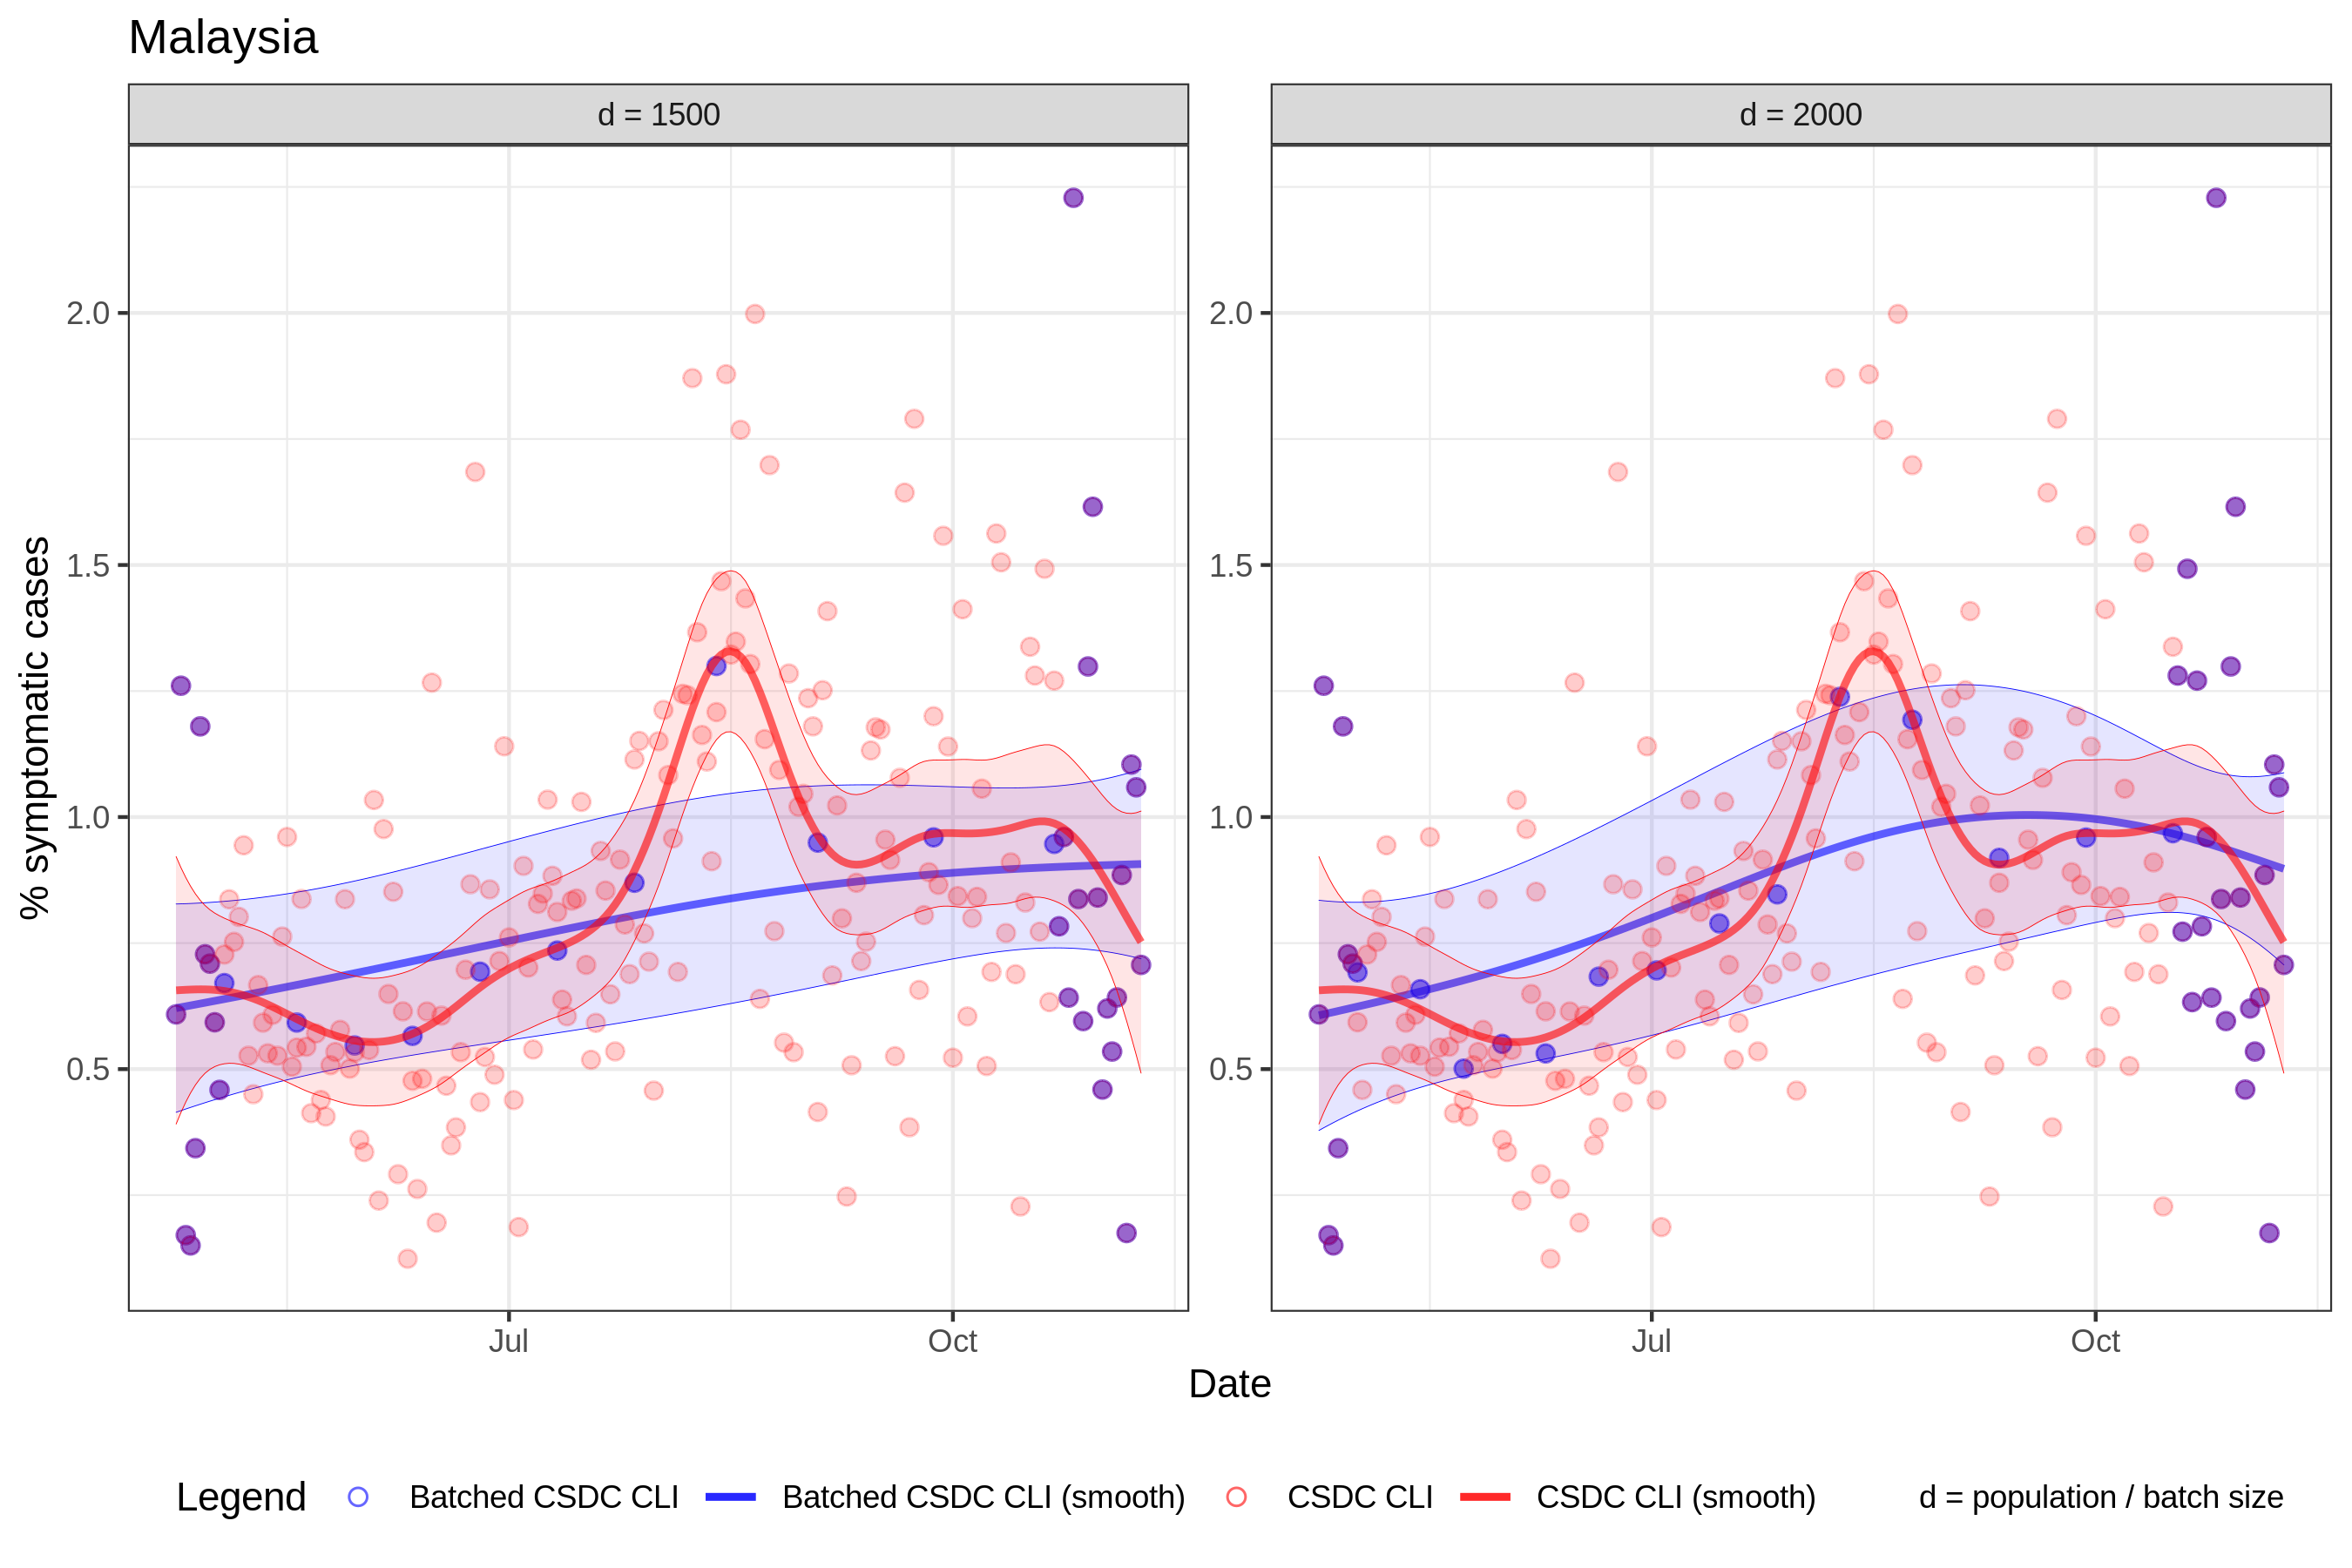 Malaysia
d = 1500
d = 2000
% symptomatic cases
2.0
1.5
1.0
0.5
2.0
1.5
1.0
0.5
Jul
Oct
Jul
Oct
Date
Legend
Batched CSDC CLI
Batched CSDC CLI (smooth)
CSDC CLI
CSDC CLI (smooth)
d = population / batch size